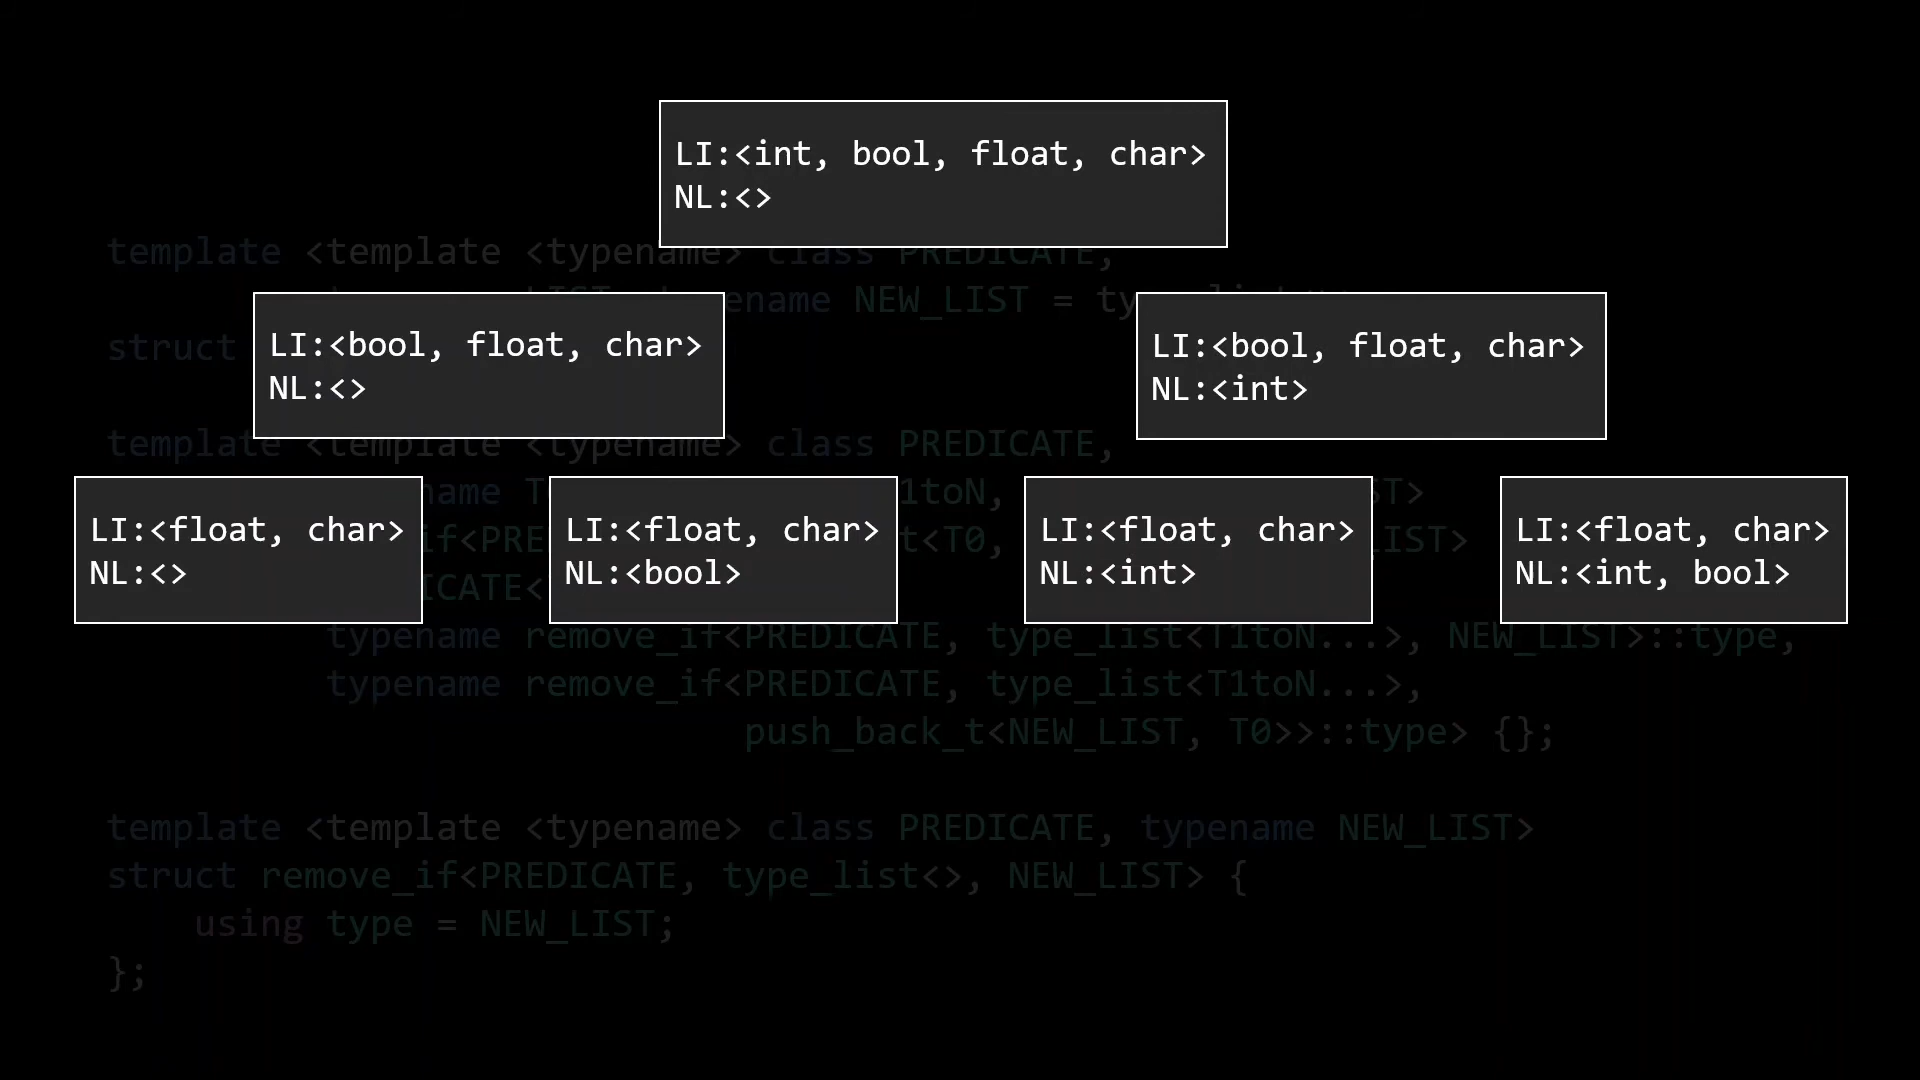 LI:<int, bool, float, char>
NL:<>
template <template <typename> class PREDICATE,
LI:<bool, float, char>
NL:<>
LI:<bool, float, char>
NL:<int>
NEW_LIST =
struct
template <template <typename> class PREDICATE,
LI:<float, char>
NL:<>
LI:<float, char>
NL:<bool>
LI:<float, char>
NL:<int>
LI:<float, char>
NL:<int, bool>
typename remove_if<PREDICATE, type_list<T1toN...>, NEW_LIST>::type,
typename remove_if<PREDICATE, type_list<T1toN...>,
push_back_t<NEW_LIST, T0>>::type> {};
template <template <typename> class PREDICATE, typename NEW_LIST>
struct remove_if<PREDICATE, type_list<>, NEW_LIST> {
using type = NEW_LIST;
};